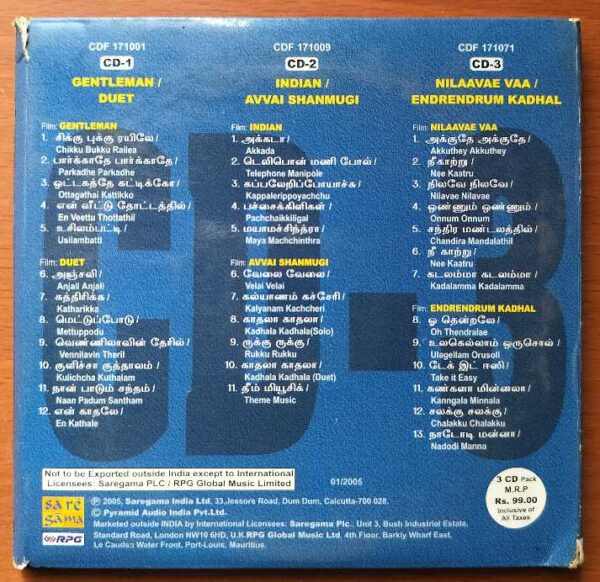 CDF 171001
CD-1
GENTLEMAN /
DUET
Film: GENTLEMAN
1. சிக்கு புக்கு ரயிலே/
Chikku Bukku Railea
2. பார்க்காதே பார்க்காதே/
Parkadhe Parkadhe
3. ஒட்டகத்தே கட்டிக்கோ/
Ottagathai Kattikko
4. என் வீட்டு தோட்டத்தில்/
En Veettu Thottathil
5. உசிலம்பட்டி/
Usilambatti
Film: DUET
6. அஞ்சலி/
Anjali Anjali
7. கத்திரிக்க/
Katharikka
8. மெட்டுப்போடு/
Mettuppodu
9. வெண்ணிலாவின் தேரில்/
Vennilavin Theril
10. குளிச்சா குத்தாலம்/
Kulichcha Kuthalam
11. நான் பாடும் சந்தம்/
Naan Padum Santham
12. என் காதலே/
En Kathale
CDF 171009
CD-2
INDIAN /
AVVAI SHANMUGI
Film: INDIAN
1. அக்கடா/
Akkada
2. டெலிபொன் மணி போல்/
Telephone Manipole
3. கப்பலேறிப்போயாச்சு/
Kappalerippoyachchu
4. பச்சைக்கிளிகள்/
Pachchaikkiligal
5. மயாமச்சிந்த்ரா/
Maya Machchinthra
Film: AVVAI SHANMUGI
6. வேலை வேலை/
Velai Velai
7. கல்யாணம் கச்சேரி/
Kalyanam Kachcheri
8. காதலா காதலா/
Kadhala Kadhala(Solo)
9. ருக்கு ருக்கு/
Rukku Rukku
10. காதலா காதலா/
Kadhala Kadhala (Duet)
11. தீம் மியூசிக்/
Theme Music
CDF 171071
CD-3
NILAAVAE VAA /
ENDRENDRUM KADHAL
Film: NILAAVAE VAA
1. அக்குதே அக்குதே/
Akkuthey Akkuthey
2. நீ காற்று/
Nee Kaatru
3. நிலவே நிலவே/
Nilavae Nilavae
4. ஒண்ணும் ஒண்ணும்/
Onnum Onnum
5. சந்திர மண்டலத்தில்/
Chandira Mandalathil
6. நீ காற்று/
Nee Kaatru
7. கடலம்மா கடலம்மா/
Kadalamma Kadalamma
Film: ENDRENDRUM KADHAL
8. ஓ தென்றலே/
Oh Thendralae
9. உலகெல்லாம் ஒருசொல்/
Ulagellam Orusoll
10. டேக் இட் ஈஸி/
Take it Easy
11. கண்களா மின்னலா/
Kanngala Minnala
12. சலக்கு சலக்கு/
Chalakku Chalakku
13. நாடோடி மன்னா/
Nadodi Manna
Not to be Exported outside India except to International
Licensees: Saregama PLC / RPG Global Music Limited
01/2005
3 CD Pack
M.R.P
Rs. 99.00
Inclusive of
All Taxes
sa re
ga ma
RPG
℗ 2005, Saregama India Ltd, 33,Jessore Road, Dum Dum, Calcutta-700 028.
© Pyramid Audio India Pvt.Ltd.
Marketed outside INDIA by International Licensees: Saregama Plc., Unit 3, Bush Industrial Estate,
Standard Road, London NW10 6HD, U.K.RPG Global Music Ltd. 4th Floor, Barkly Wharf East.
Le Caudan Water Front, Port-Louis, Mauritius.